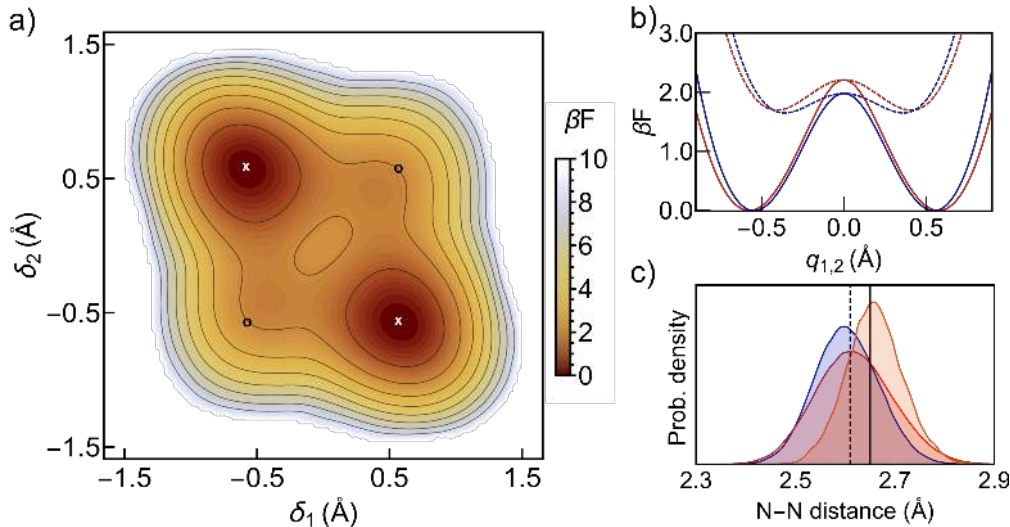 a)
1.5
0.5
−0.5
−1.5
δ2 (Å)
−1.5
−0.5
0.5
1.5
δ1 (Å)
x
o
o
x
βF
10
8
6
4
2
0
b)
3.0
2.0
1.0
0.0
βF
−0.5
0.0
0.5
q1,2 (Å)
c)
Prob. density
2.3
2.5
2.7
2.9
N−N distance (Å)